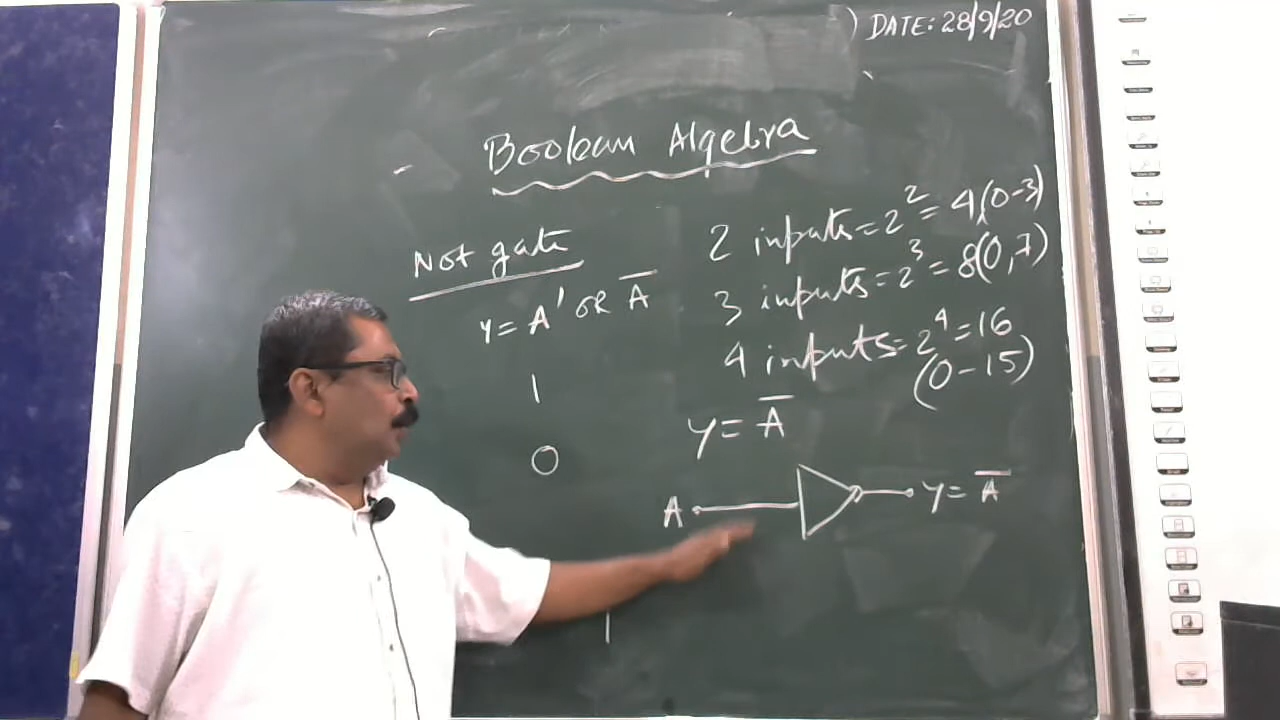 ) DATE: 28/9/20
Boolean Algebra
Not gate
y = A' OR A̅
1
0
1
2 inputs = 2² = 4(0-3)
3 inputs = 2³ = 8(0,7)
4 inputs = 2⁴ = 16
(0-15)
y = A̅
A y = A̅